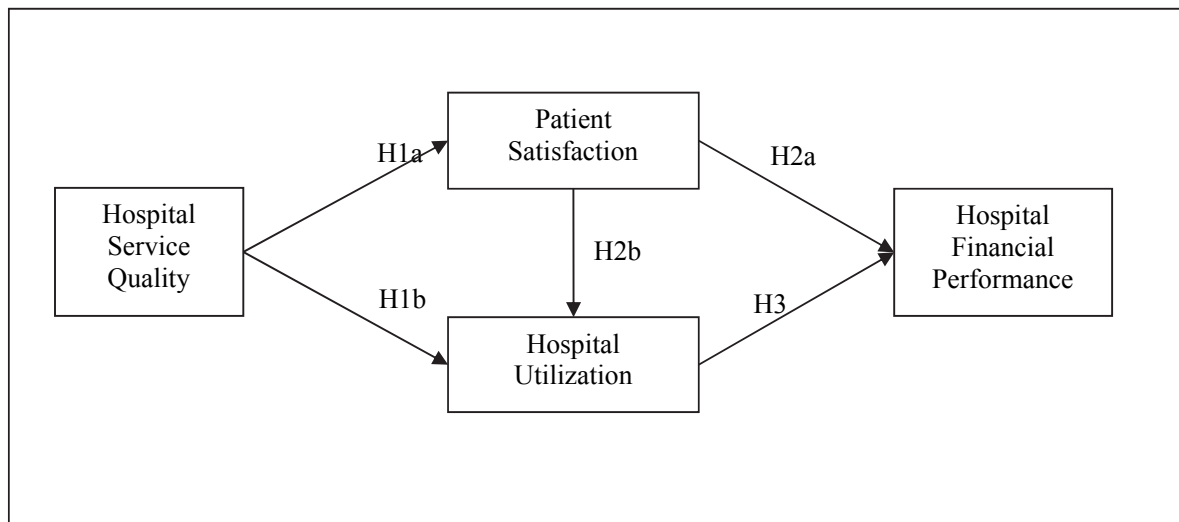 Patient
Satisfaction
H1a
H2a
Hospital
Service
Quality
H2b
Hospital
Financial
Performance
H1b
H3
Hospital
Utilization